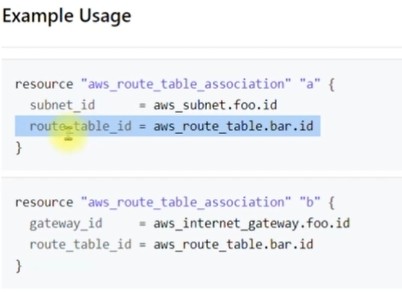 Example Usage
resource "aws_route_table_association" "a" {
subnet_id = aws_subnet.foo.id
route_table_id = aws_route_table.bar.id
}
resource "aws_route_table_association" "b" {
gateway_id = aws_internet_gateway.foo.id
route_table_id = aws_route_table.bar.id
}